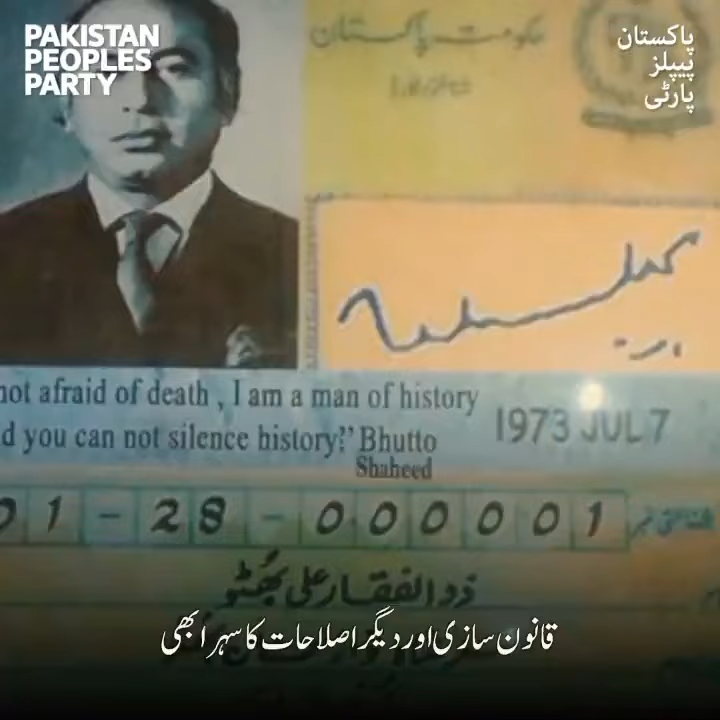 PAKISTAN
PEOPLES
PARTY
پاکستان
پیپلز
پارٹی
حکومت پاکستان
not afraid of death , I am a man of history
d you can not silence history!" Bhutto
Shaheed
1973 JUL 7
01-28-000001
ذوالفقار علی بھٹو
قانون سازی اور دیگر اصلاحات کا سہرا بھی